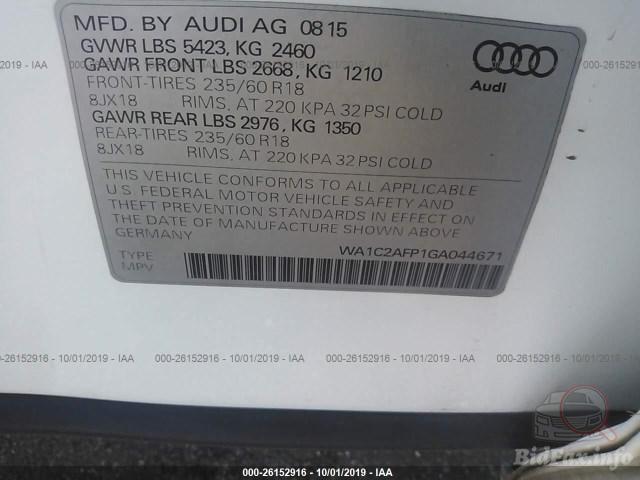 MFD. BY AUDI AG 08 15
GVWR LBS 5423, KG 2460
GAWR FRONT LBS 2668, KG 1210
FRONT-TIRES 235/60 R18
8JX18 RIMS, AT 220 KPA 32 PSI COLD
GAWR REAR LBS 2976, KG 1350
REAR-TIRES 235/60 R18
8JX18 RIMS, AT 220 KPA 32 PSI COLD
Audi
THIS VEHICLE CONFORMS TO ALL APPLICABLE
U.S. FEDERAL MOTOR VEHICLE SAFETY AND
THEFT PREVENTION STANDARDS IN EFFECT ON
THE DATE OF MANUFACTURE SHOWN ABOVE
GERMANY
TYPE WA1C2AFP1GA044671
MPV
000-26152916 - 10/01/2019 - IAA
BidFax.info